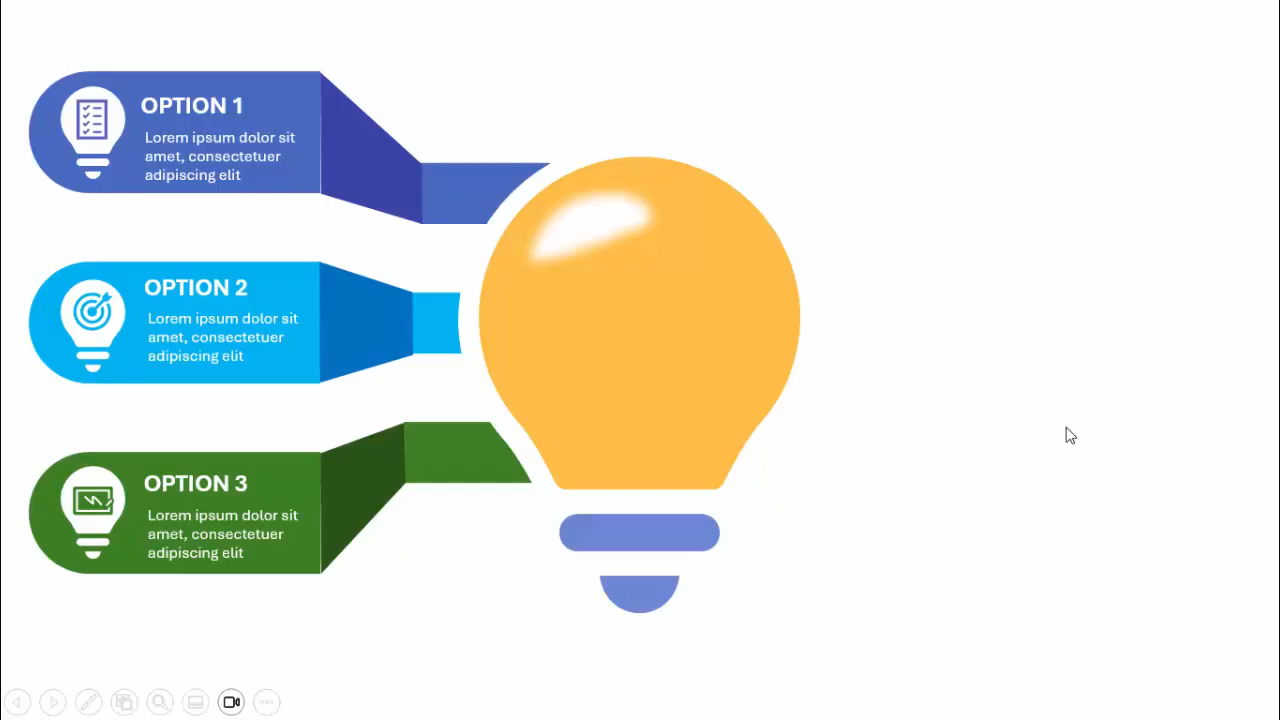 OPTION 1
Lorem ipsum dolor sit
amet, consectetuer
adipiscing elit
OPTION 2
Lorem ipsum dolor sit
amet, consectetuer
adipiscing elit
OPTION 3
Lorem ipsum dolor sit
amet, consectetuer
adipiscing elit